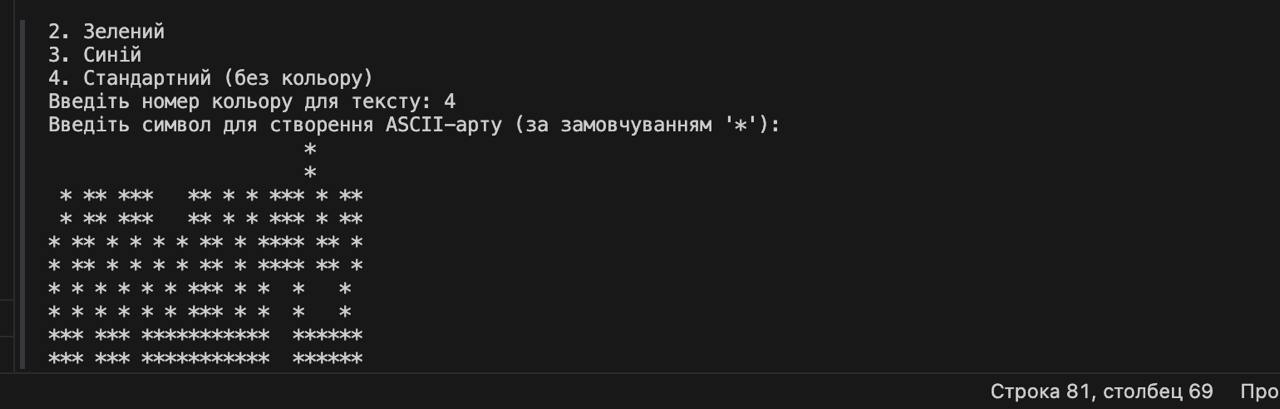 2. Зелений
3. Синій
4. Стандартний (без кольору)
Введіть номер кольору для тексту: 4
Введіть символ для створення ASCII-арту (за замовчуванням '*'):
                      *
                      *
 * ** ***   ** * * *** * **
 * ** ***   ** * * *** * **
* ** * * * * ** * **** ** *
* ** * * * * ** * **** ** *
* * * * * * *** * *  *   *
* * * * * * *** * *  *   *
*** *** ***********  ******
*** *** ***********  ******
Строка 81, столбец 69 Про